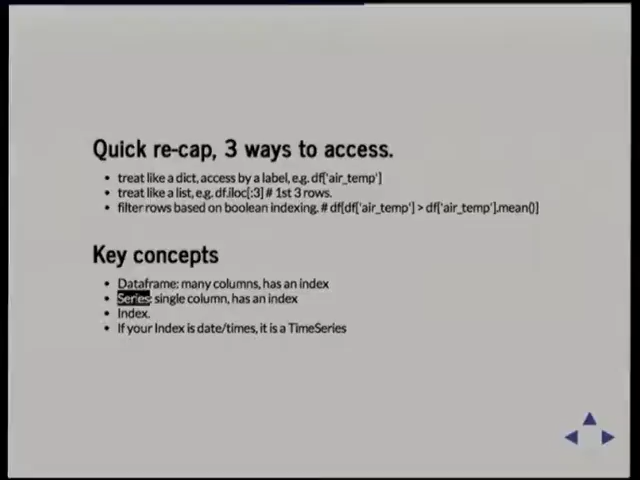 Quick re-cap, 3 ways to access.
treat like a dict, access by a label, e.g. df['air_temp']
treat like a list, e.g. df.iloc[:3] # 1st 3 rows.
filter rows based on boolean indexing. # df[df['air_temp'] > df['air_temp'].mean()]
Key concepts
Dataframe: many columns, has an index
Series: single column, has an index
Index.
If your Index is date/times, it is a TimeSeries